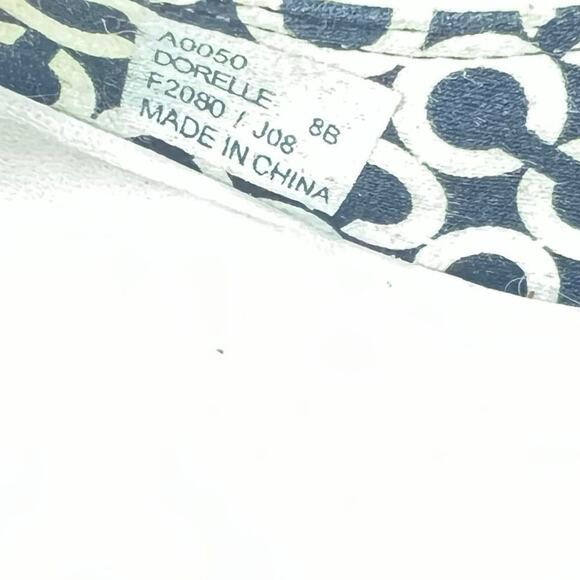 A0050
DORELLE 8B
F2080 / J08
MADE IN CHINA